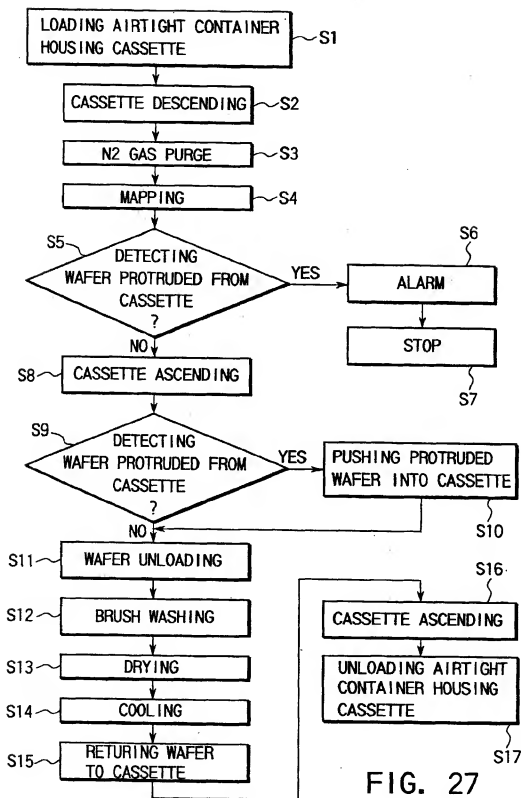 LOADING AIRTIGHT CONTAINER
HOUSING CASSETTE
S1
CASSETTE DESCENDING
S2
N2 GAS PURGE
S3
MAPPING
S4
S5
DETECTING
WAFER PROTRUDED FROM
CASSETTE
?
YES
NO
S6
ALARM
STOP
S7
S8
CASSETTE ASCENDING
S9
DETECTING
WAFER PROTRUDED FROM
CASSETTE
?
YES
NO
PUSHING PROTRUDED
WAFER INTO CASSETTE
S10
S11
WAFER UNLOADING
S12
BRUSH WASHING
S13
DRYING
S14
COOLING
S15
RETURING WAFER
TO CASSETTE
S16
CASSETTE ASCENDING
UNLOADING AIRTIGHT
CONTAINER HOUSING
CASSETTE
S17
FIG. 27